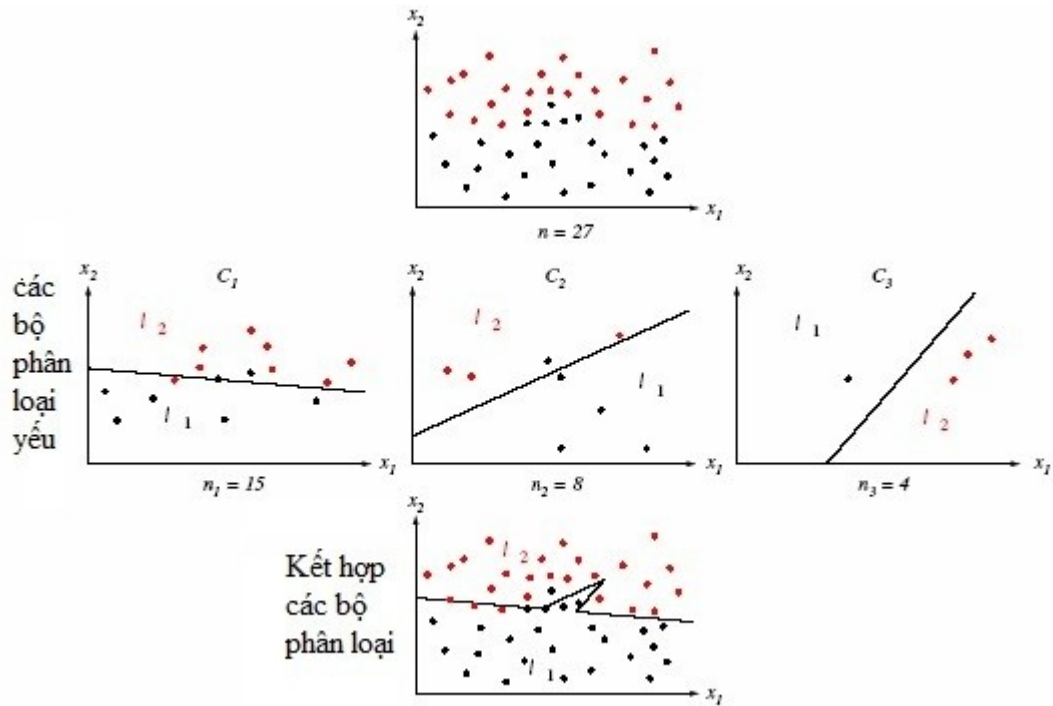 x2
x1
n = 27
các
bộ
phân
loại
yếu
x2
C1
l 2
l 1
x1
n1 = 15
x2
C2
l 2
l 1
x1
n2 = 8
x2
C3
l 1
l 2
x1
n3 = 4
Kết hợp
các bộ
phân loại
x2
l 2
l 1
x1